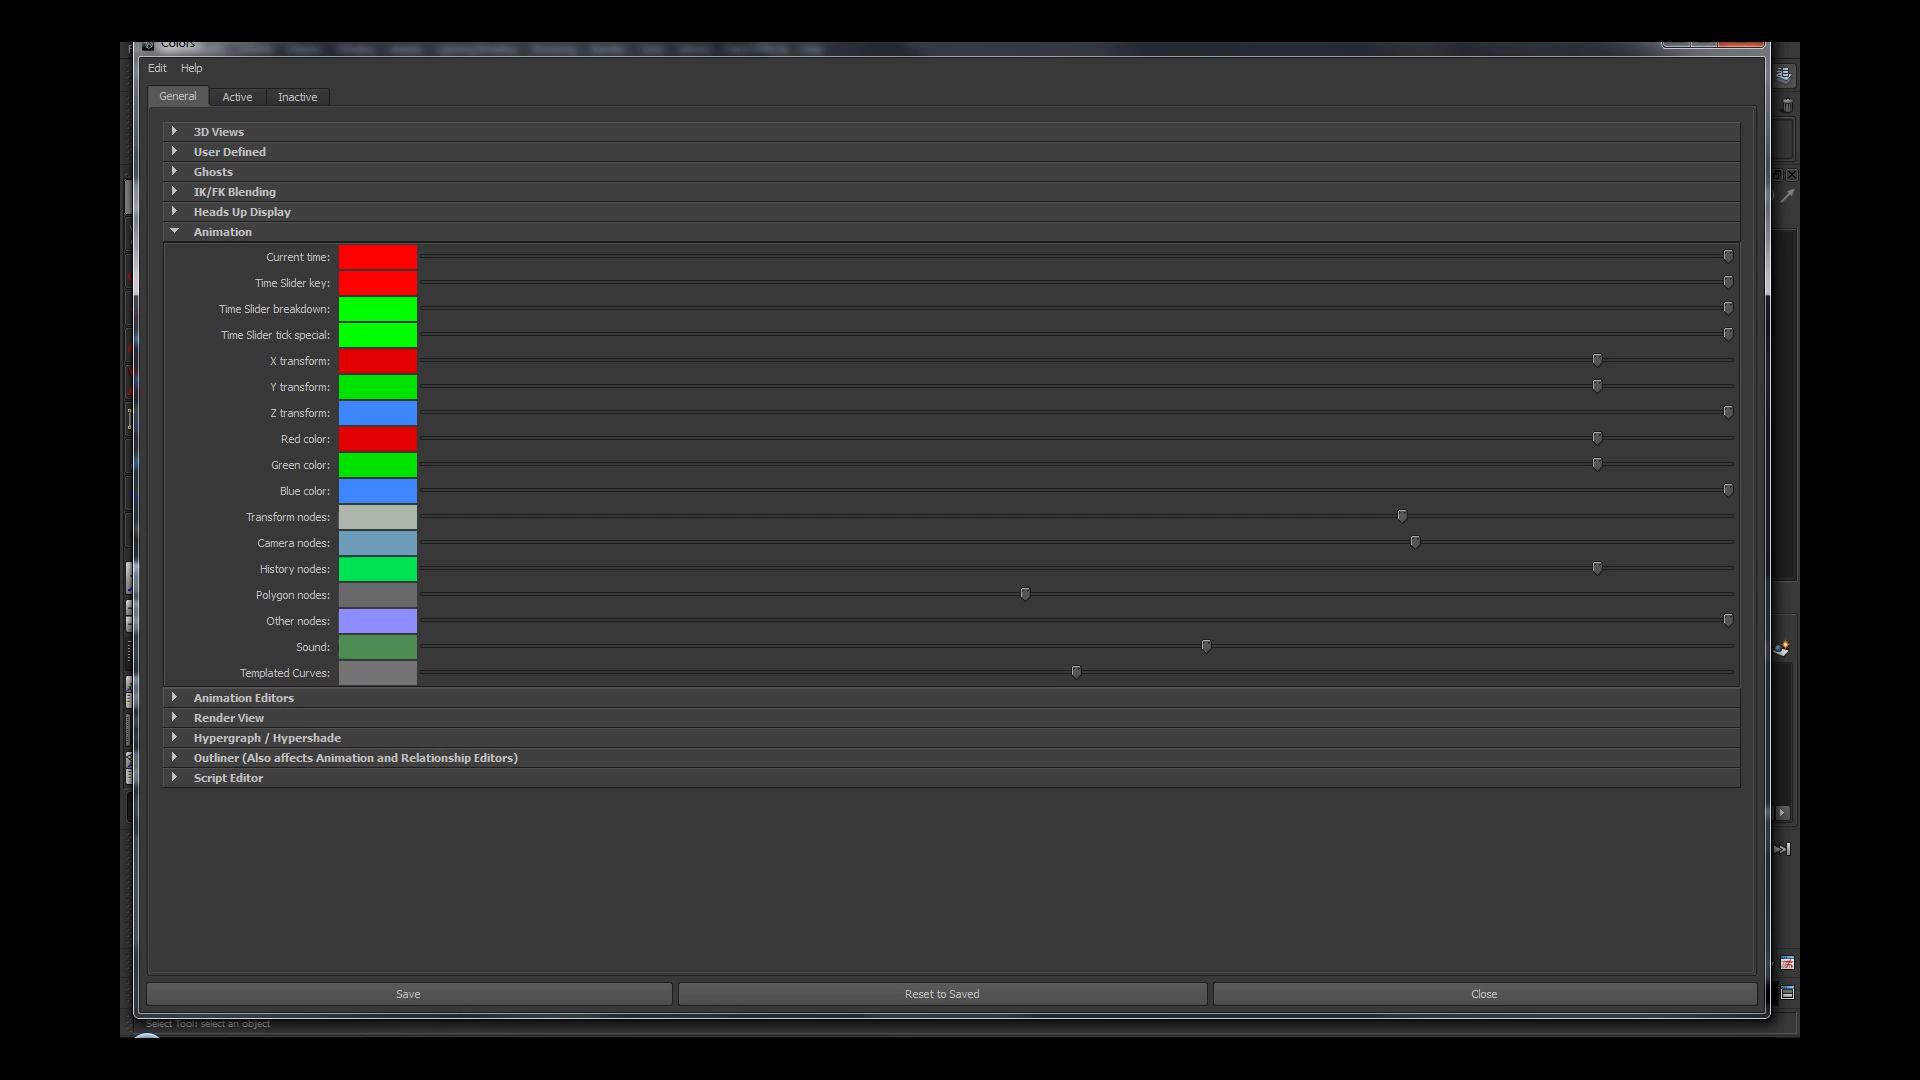 Colors
Edit Help
General Active Inactive
3D Views
User Defined
Ghosts
IK/FK Blending
Heads Up Display
Animation
Current time:
Time Slider key:
Time Slider breakdown:
Time Slider tick special:
X transform:
Y transform:
Z transform:
Red color:
Green color:
Blue color:
Transform nodes:
Camera nodes:
History nodes:
Polygon nodes:
Other nodes:
Sound:
Templated Curves:
Animation Editors
Render View
Hypergraph / Hypershade
Outliner (Also affects Animation and Relationship Editors)
Script Editor
Save Reset to Saved Close
Select Tool: select an object